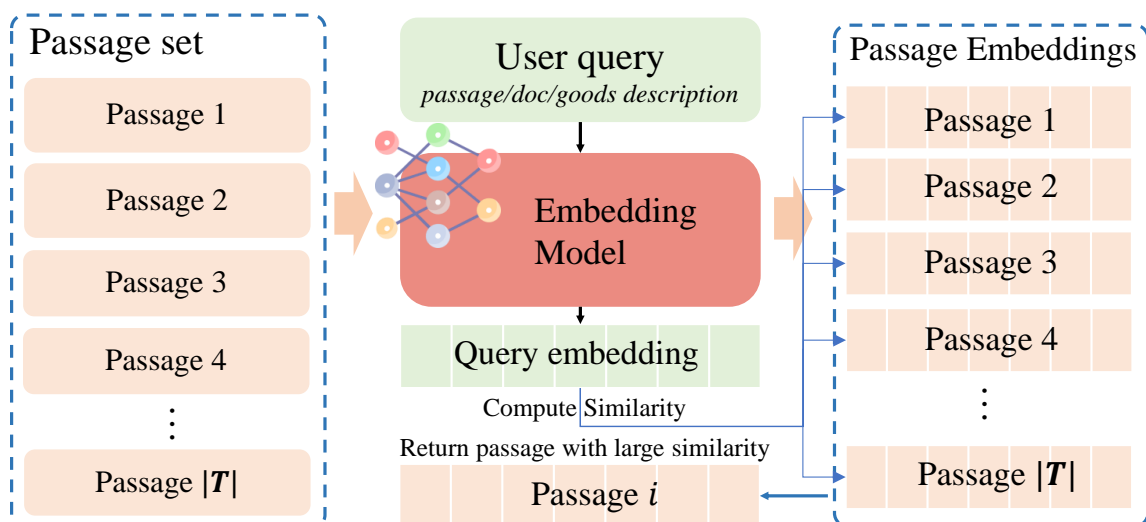 Passage set
Passage 1
Passage 2
Passage 3
Passage 4
⋮
Passage |T|
User query
passage/doc/goods description
Embedding
Model
Query embedding
Compute Similarity
Return passage with large similarity
Passage i
Passage Embeddings
Passage 1
Passage 2
Passage 3
Passage 4
⋮
Passage |T|